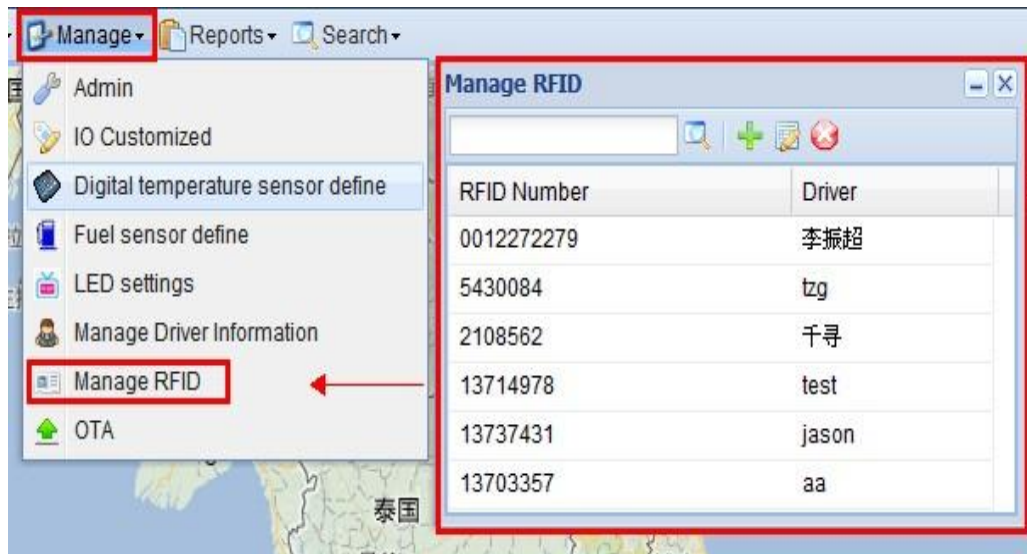 Manage Reports Search
Admin
IO Customized
Digital temperature sensor define
Fuel sensor define
LED settings
Manage Driver Information
Manage RFID
OTA
Manage RFID
RFID Number Driver
0012272279 李振超
5430084 tzg
2108562 千寻
13714978 test
13737431 jason
13703357 aa
泰国